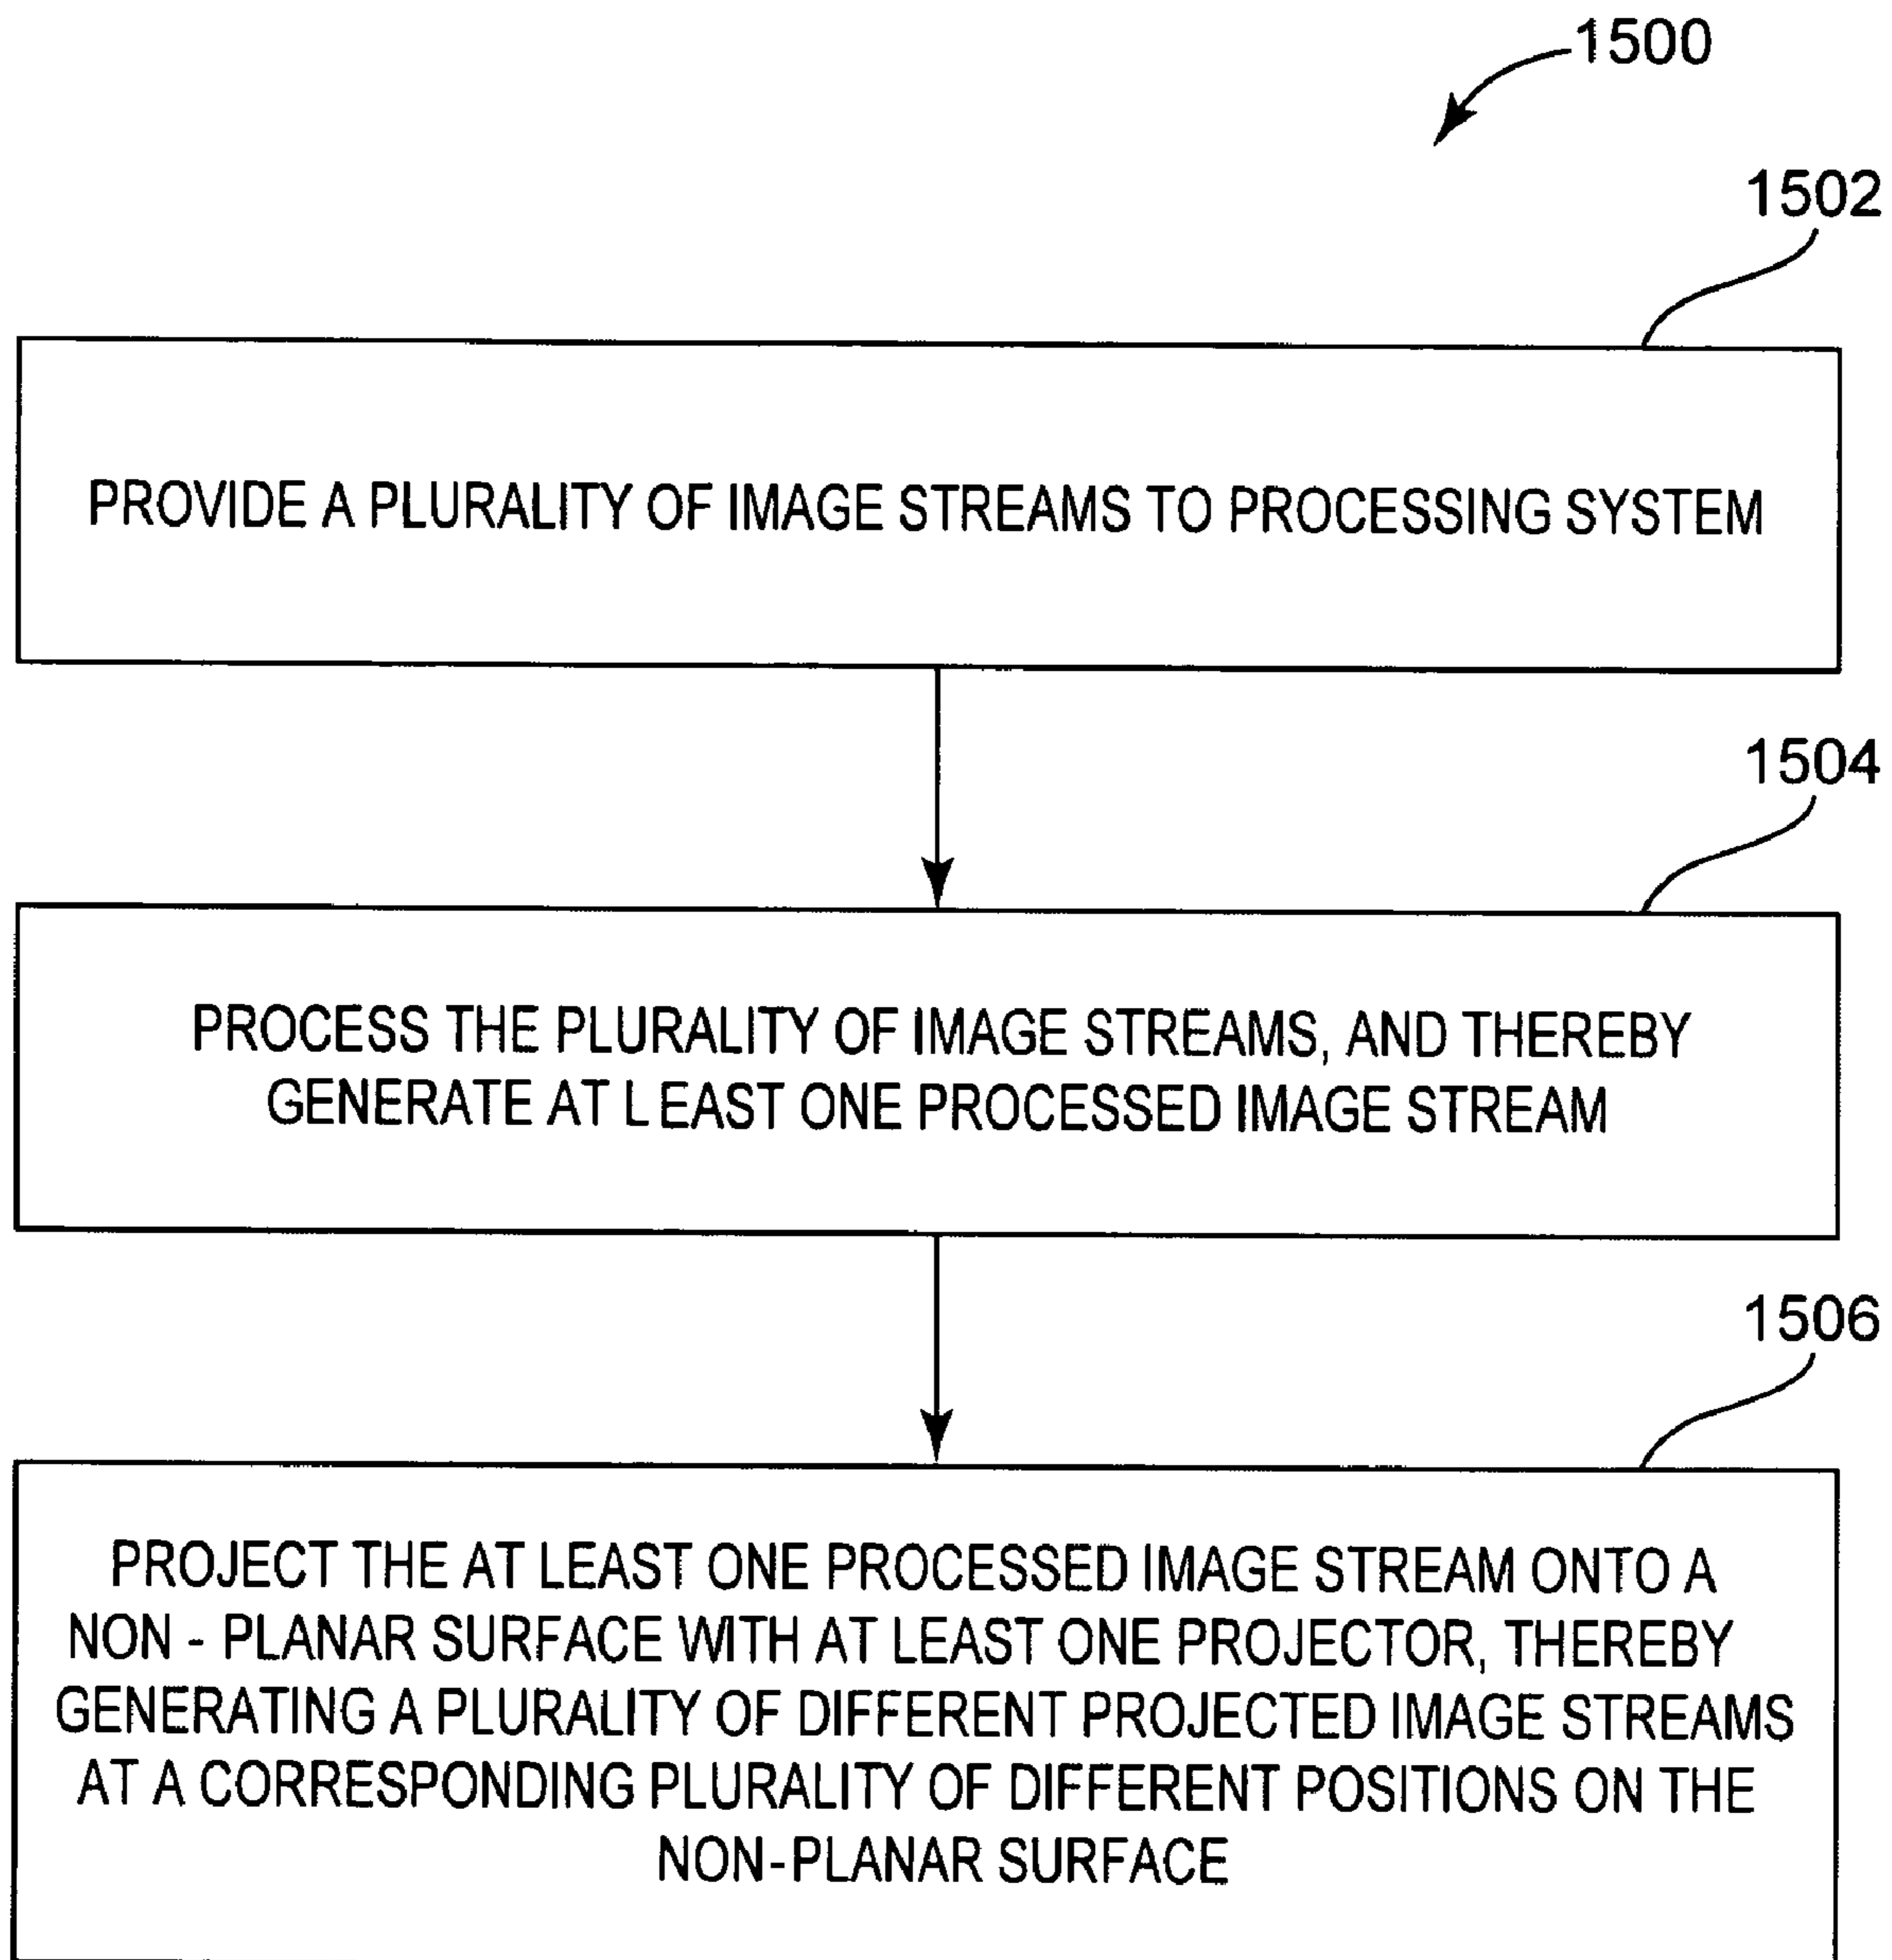 1500
1502
PROVIDE A PLURALITY OF IMAGE STREAMS TO PROCESSING SYSTEM
1504
PROCESS THE PLURALITY OF IMAGE STREAMS, AND THEREBY
GENERATE AT LEAST ONE PROCESSED IMAGE STREAM
1506
PROJECT THE AT LEAST ONE PROCESSED IMAGE STREAM ONTO A
NON - PLANAR SURFACE WITH AT LEAST ONE PROJECTOR, THEREBY
GENERATING A PLURALITY OF DIFFERENT PROJECTED IMAGE STREAMS
AT A CORRESPONDING PLURALITY OF DIFFERENT POSITIONS ON THE
NON-PLANAR SURFACE